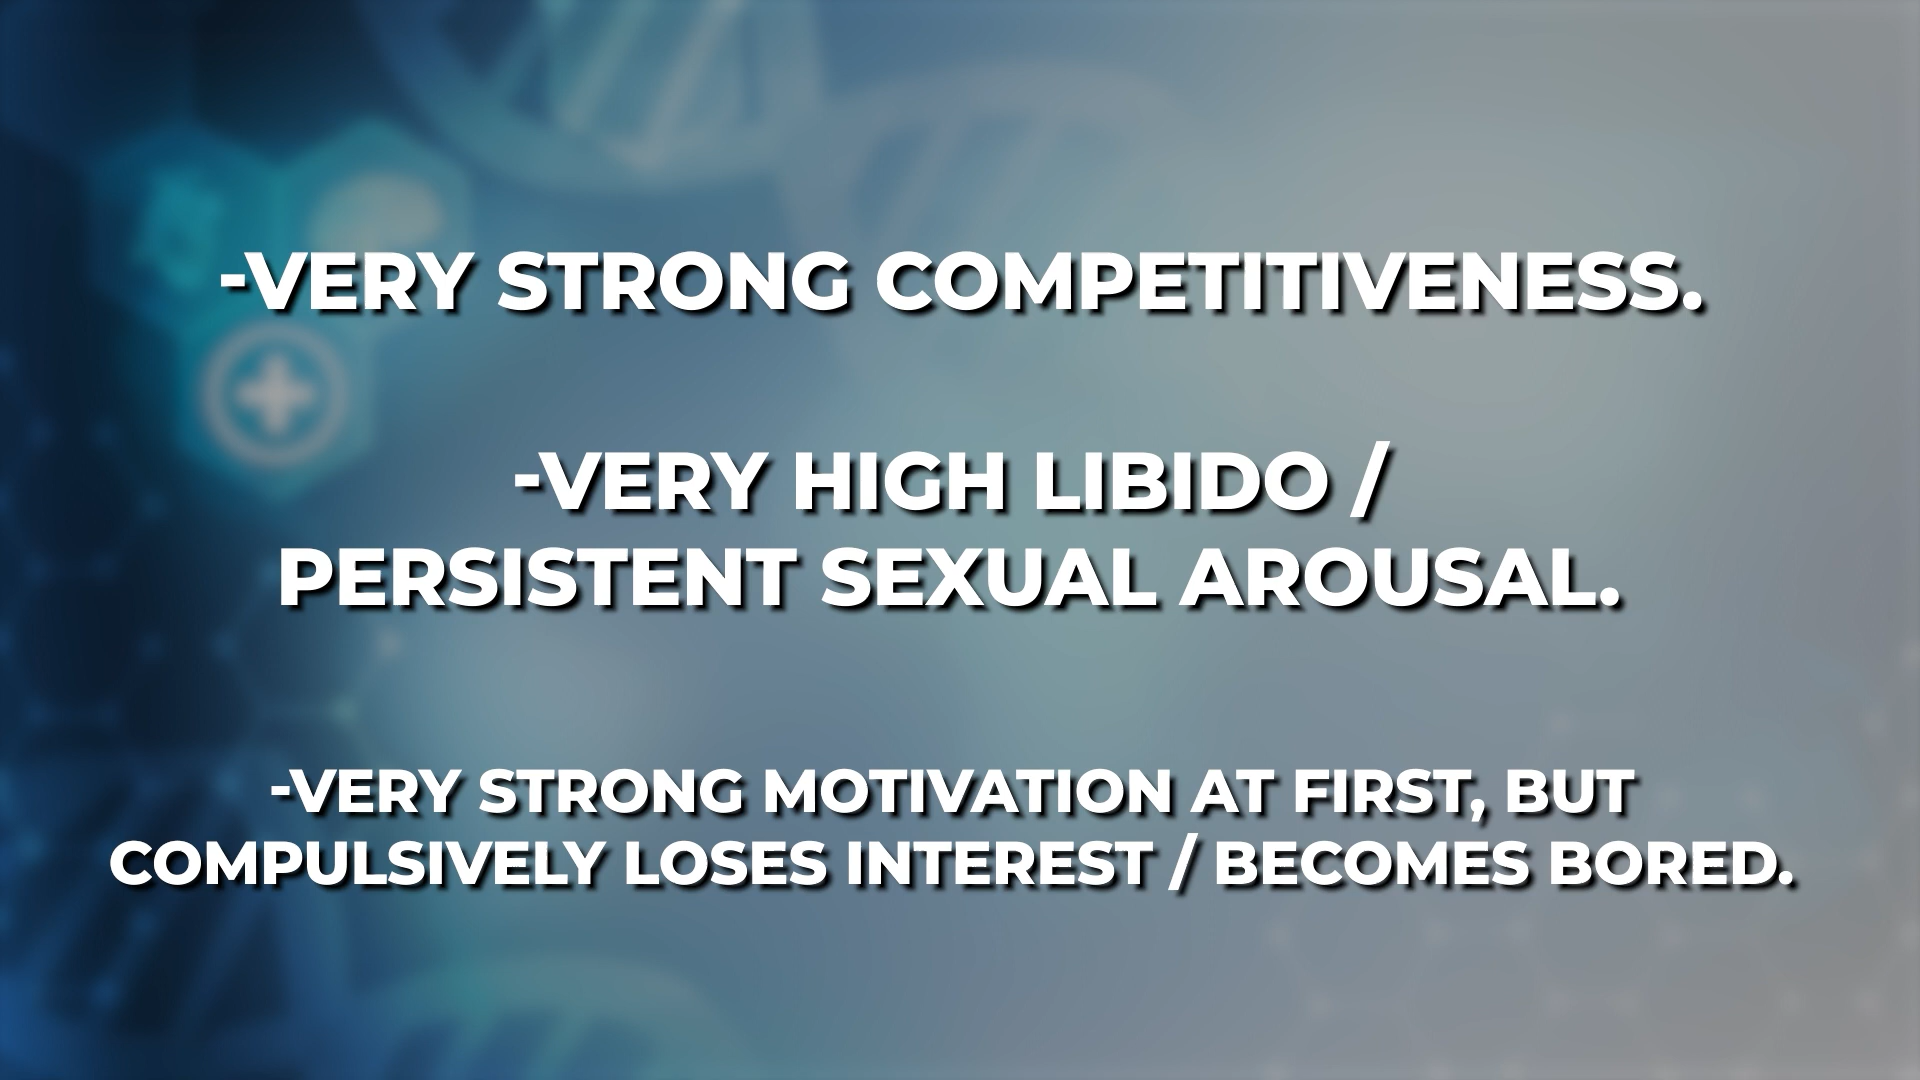 -VERY STRONG COMPETITIVENESS.
-VERY HIGH LIBIDO /
PERSISTENT SEXUAL AROUSAL.
-VERY STRONG MOTIVATION AT FIRST, BUT
COMPULSIVELY LOSES INTEREST / BECOMES BORED.